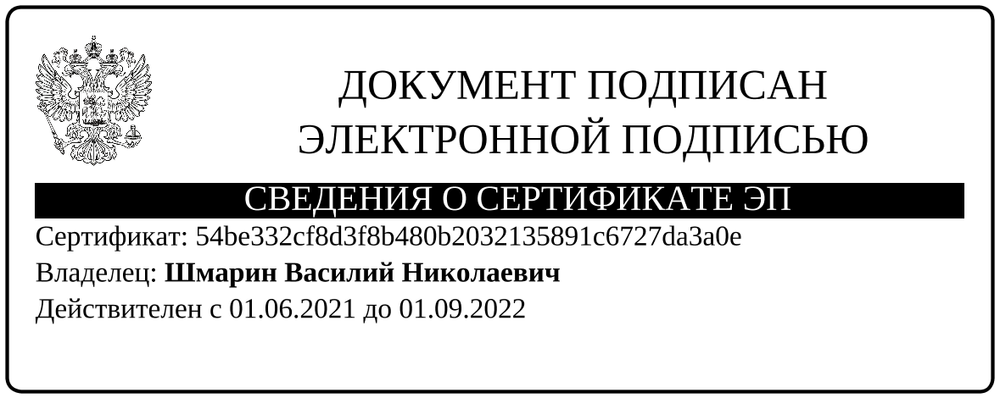 ДОКУМЕНТ ПОДПИСАН
ЭЛЕКТРОННОЙ ПОДПИСЬЮ
СВЕДЕНИЯ О СЕРТИФИКАТЕ ЭП
Сертификат: 54be332cf8d3f8b480b2032135891c6727da3a0e
Владелец: Шмарин Василий Николаевич
Действителен с 01.06.2021 до 01.09.2022